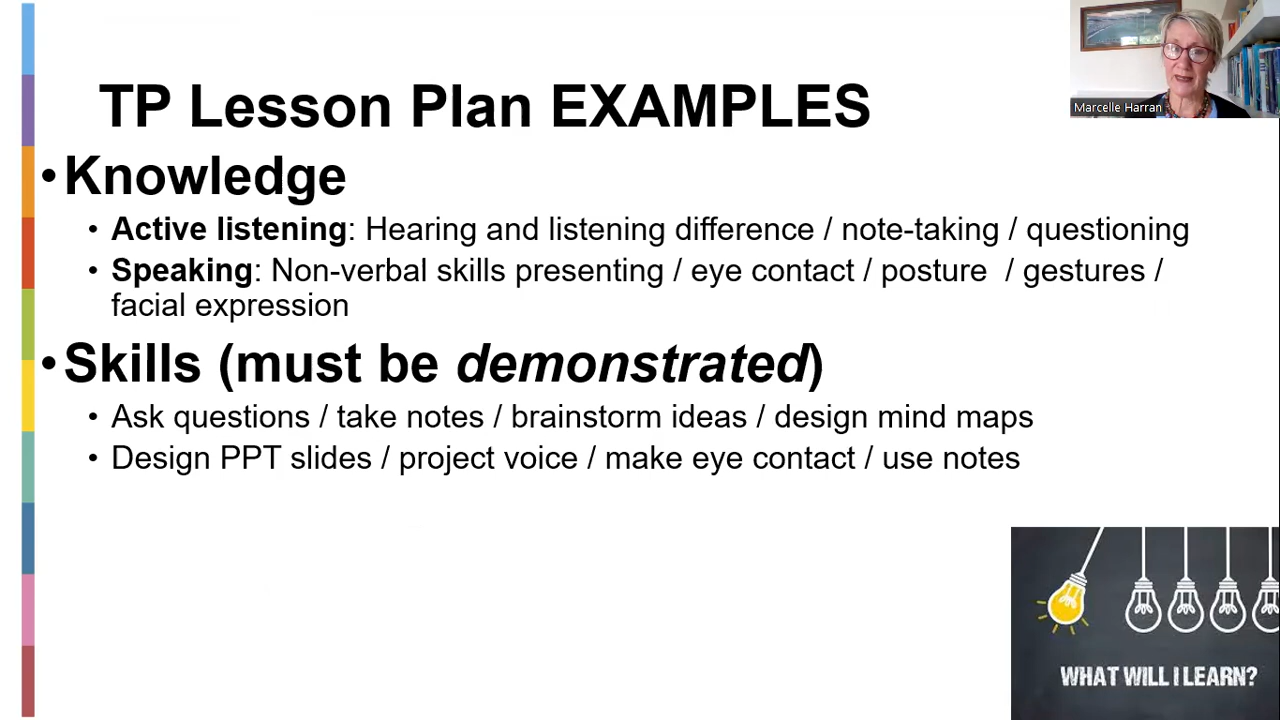 TP Lesson Plan EXAMPLES
Marcelle Harran
•Knowledge
• Active listening: Hearing and listening difference / note-taking / questioning
• Speaking: Non-verbal skills presenting / eye contact / posture / gestures /
facial expression
•Skills (must be demonstrated)
• Ask questions / take notes / brainstorm ideas / design mind maps
• Design PPT slides / project voice / make eye contact / use notes
WHAT WILL I LEARN?